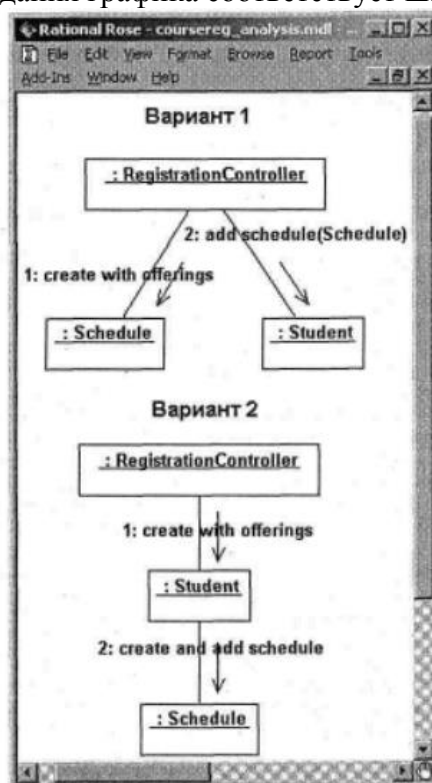 дания графика соответствует
Rational Rose - coursereg_analysis.mdl - ...
File Edit View Format Browse Report Tools
Add-Ins Window Help
Вариант 1
: RegistrationController
2: add schedule(Schedule)
1: create with offerings
: Schedule
: Student
Вариант 2
: RegistrationController
1: create with offerings
: Student
2: create and add schedule
: Schedule